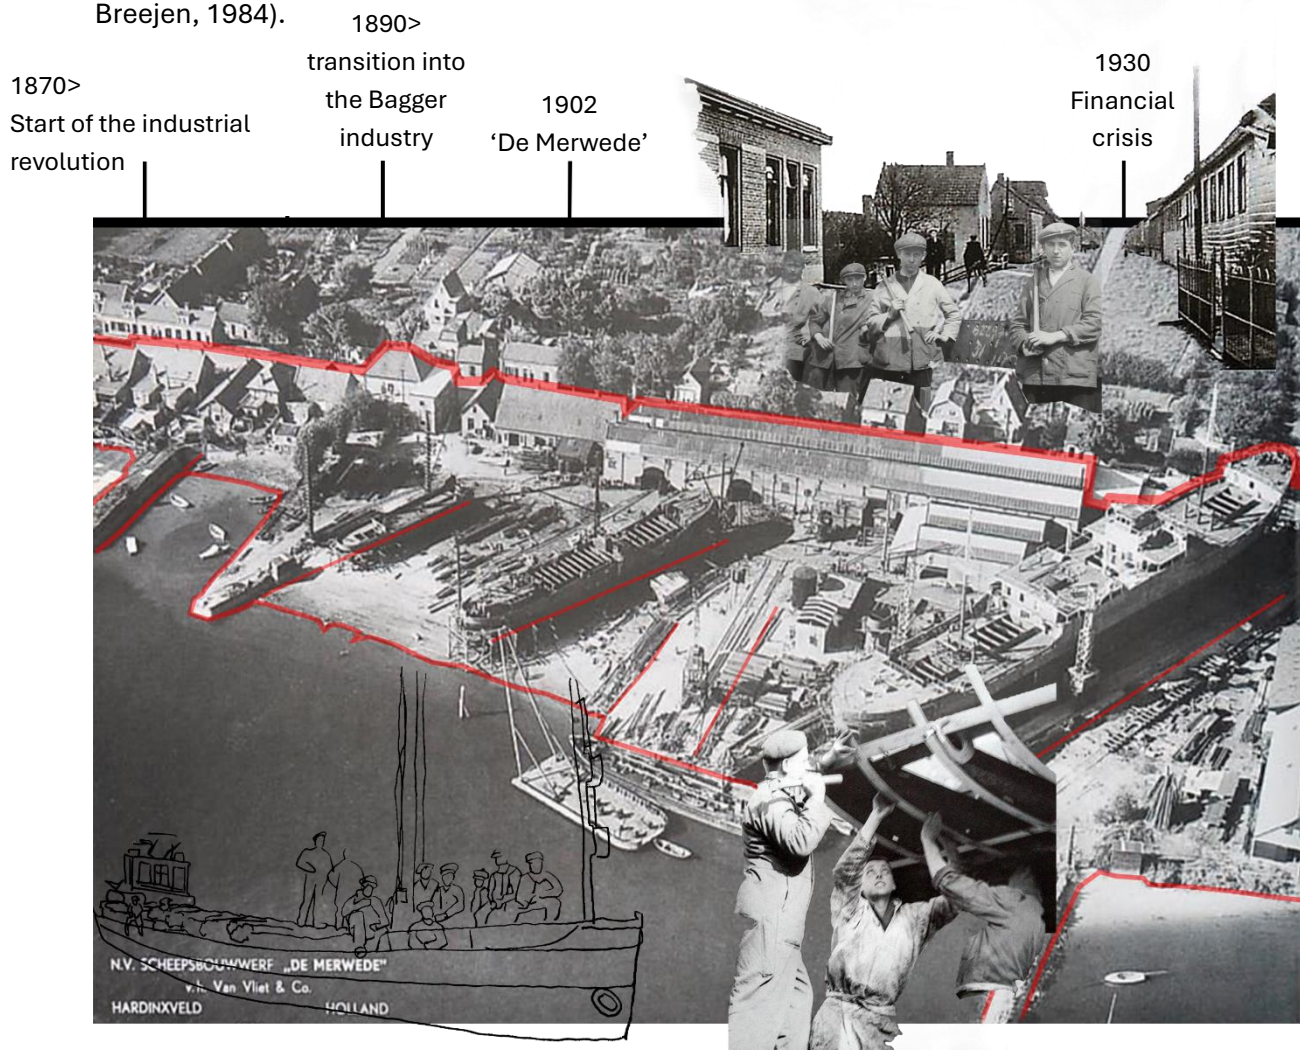 Breejen, 1984).
1870>
Start of the industrial
revolution
1890>
transition into
the Bagger
industry
1902
‘De Merwede’
1930
Financial
crisis
N.V. SCHEEPSBOUWWERF „DE MERWEDE"
v.h. Van Vliet & Co.
HARDINXVELD HOLLAND